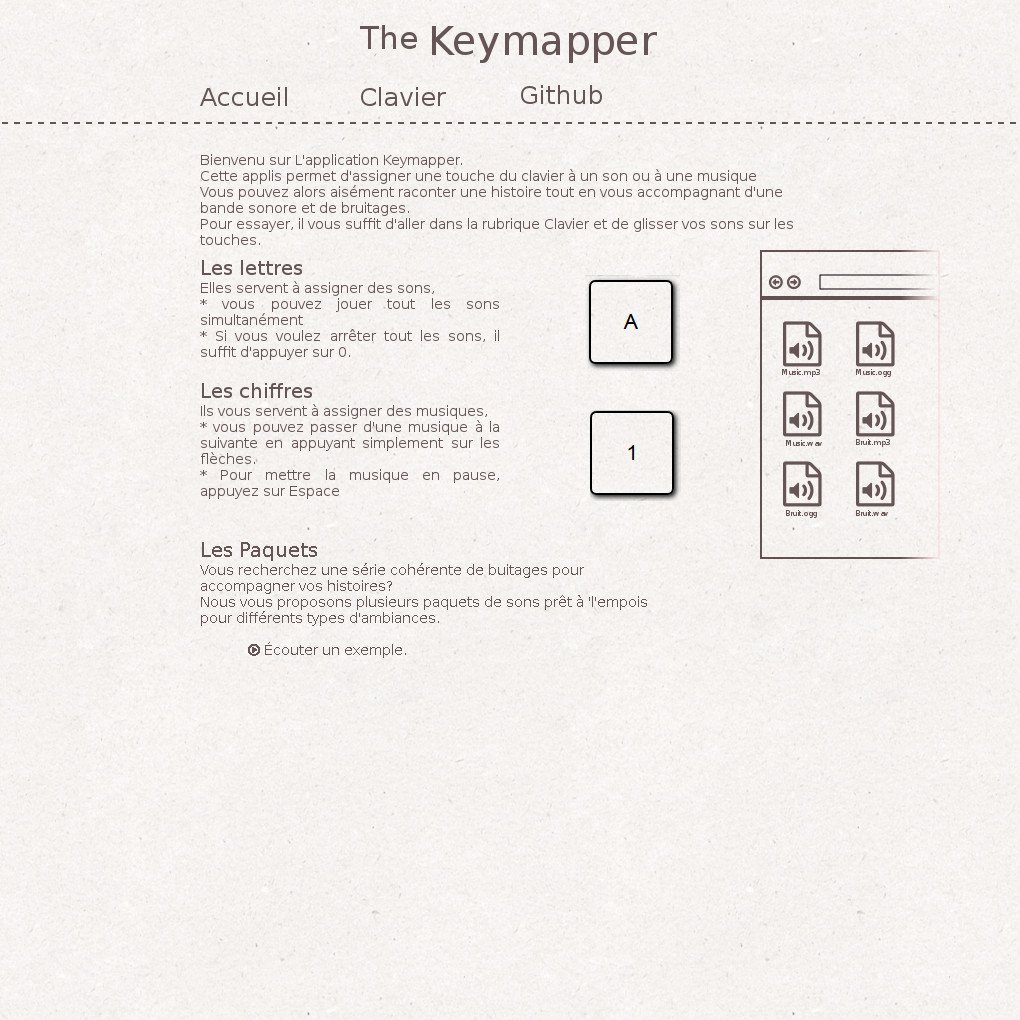 The Keymapper
Accueil Clavier Github
Bienvenu sur L'application Keymapper.
Cette applis permet d'assigner une touche du clavier à un son ou à une musique
Vous pouvez alors aisément raconter une histoire tout en vous accompagnant d'une
bande sonore et de bruitages.
Pour essayer, il vous suffit d'aller dans la rubrique Clavier et de glisser vos sons sur les
touches.
Les lettres
Elles servent à assigner des sons,
* vous pouvez jouer tout les sons
simultanément
* Si vous voulez arrêter tout les sons, il
suffit d'appuyer sur 0.
A
Les chiffres
Ils vous servent à assigner des musiques,
* vous pouvez passer d'une musique à la
suivante en appuyant simplement sur les
flèches.
* Pour mettre la musique en pause,
appuyez sur Espace
1
Music.mp3 Music.ogg
Music.wav Bruit.mp3
Bruit.ogg Bruit.wav
Les Paquets
Vous recherchez une série cohérente de buitages pour
accompagner vos histoires?
Nous vous proposons plusieurs paquets de sons prêt à 'l'empois
pour différents types d'ambiances.
Écouter un exemple.